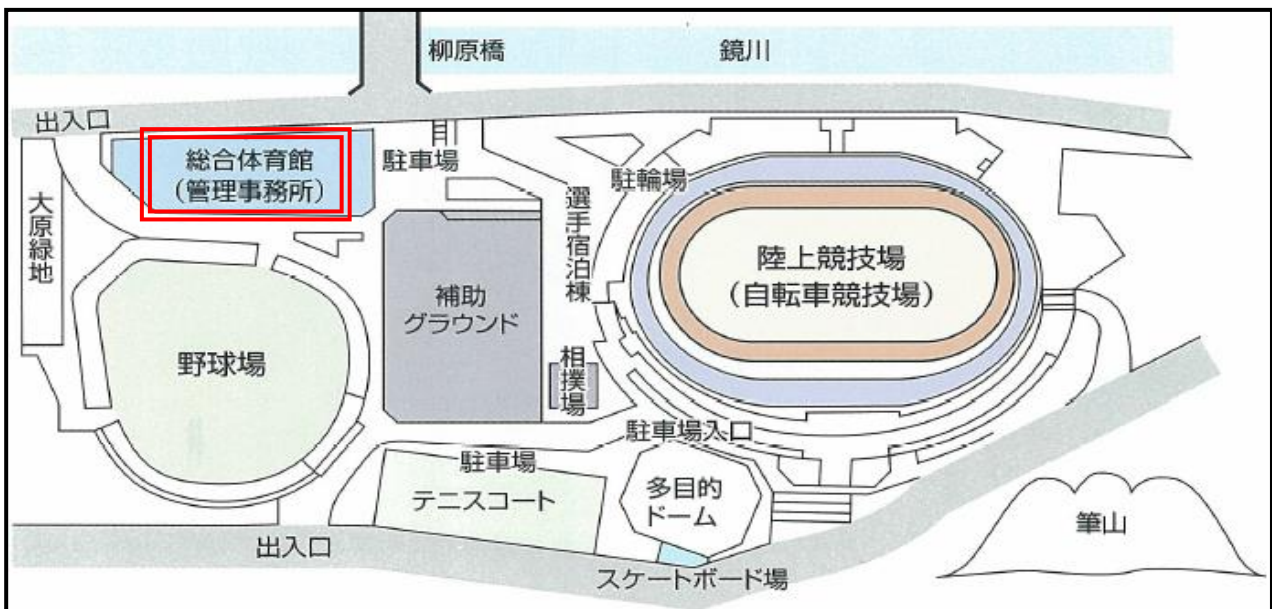 柳原橋
鏡川
出入口
総合体育館
(管理事務所)
駐車場
駐輪場
大原緑地
選手宿泊棟
陸上競技場
(自転車競技場)
補助
グラウンド
野球場
相撲場
駐車場入口
駐車場
テニスコート
多目的
ドーム
筆山
出入口
スケートボード場